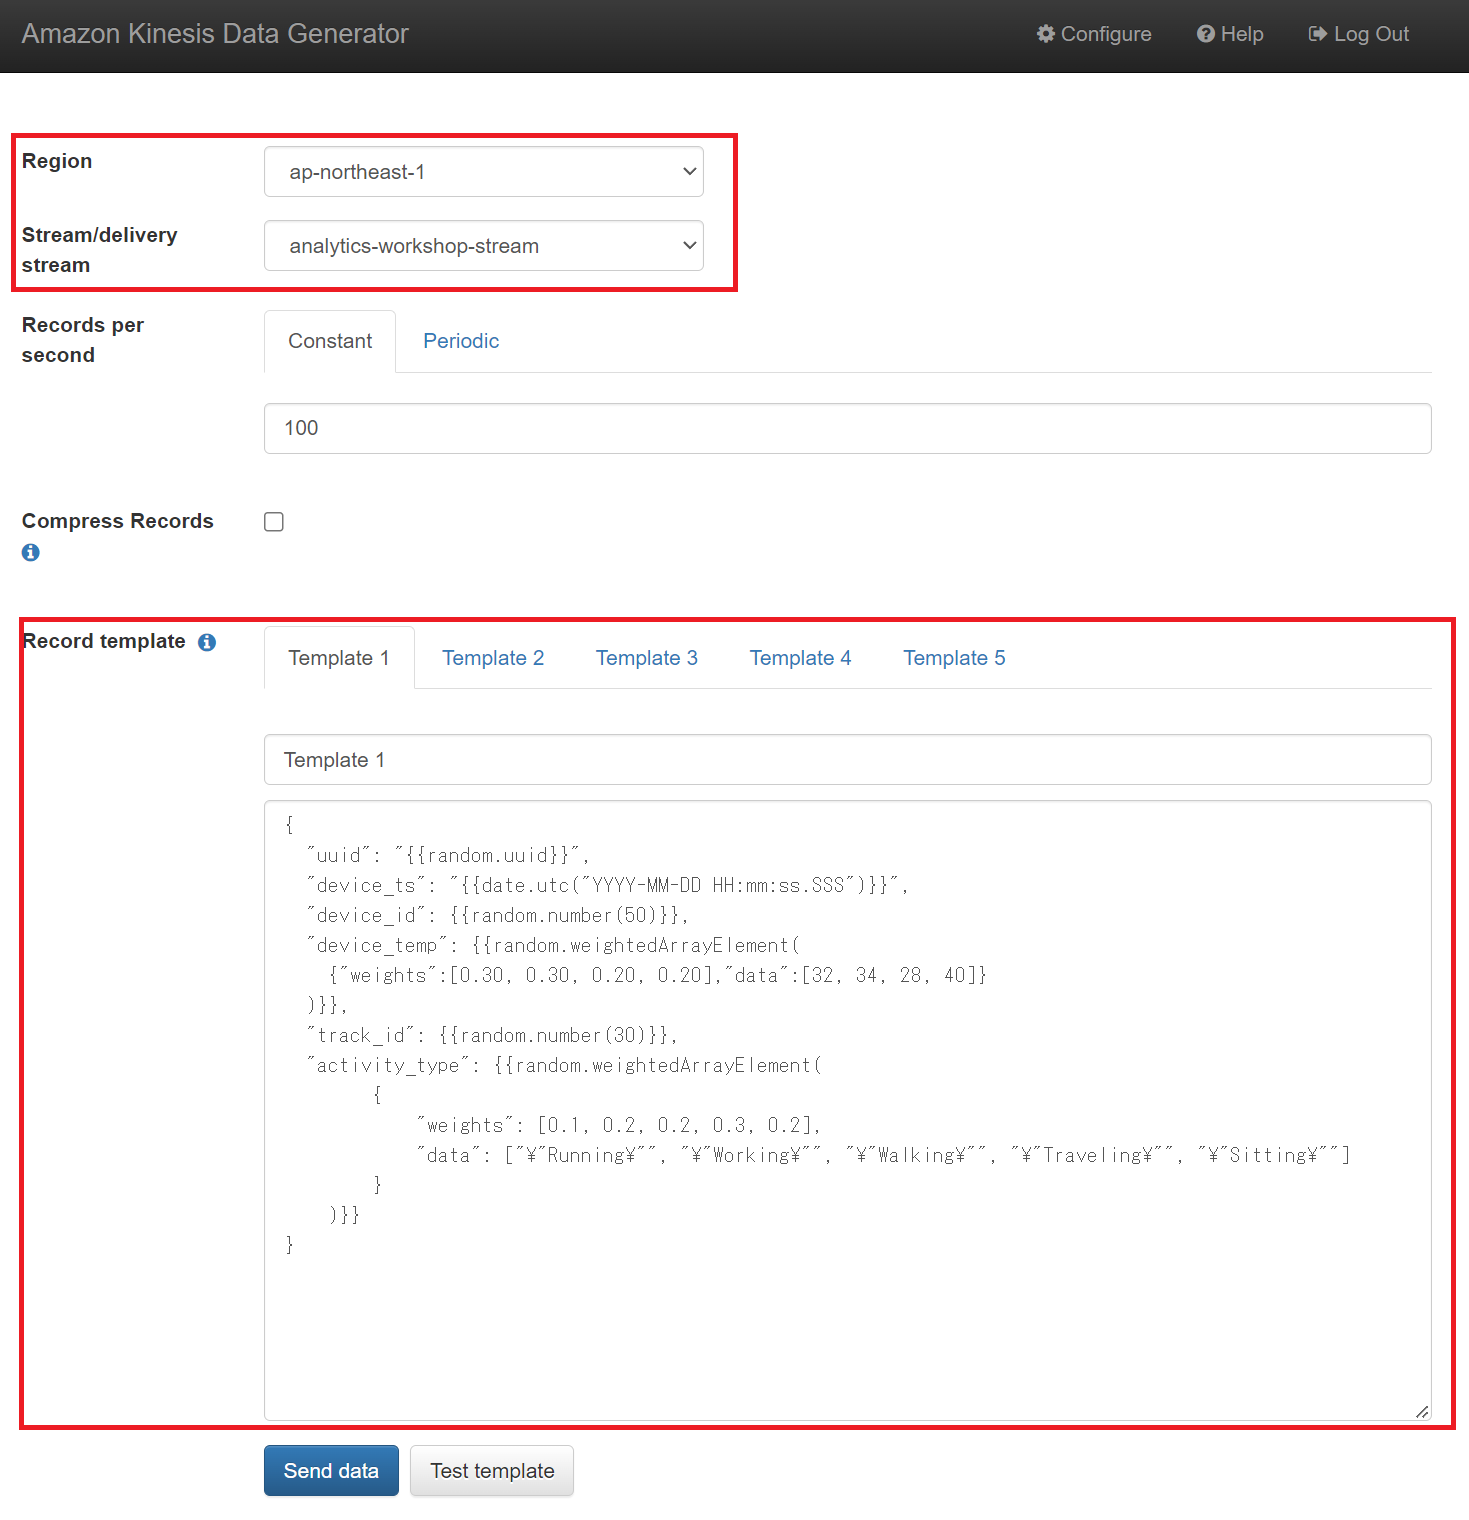 Amazon Kinesis Data Generator
Configure
Help
Log Out
Region
ap-northeast-1
Stream/delivery
stream
analytics-workshop-stream
Records per
second
Constant
Periodic
100
Compress Records
Record template
Template 1
Template 2
Template 3
Template 4
Template 5
Template 1
{
  "uuid": "{{random.uuid}}",
  "device_ts": "{{date.utc("YYYY-MM-DD HH:mm:ss.SSS")}}",
  "device_id": {{random.number(50)}},
  "device_temp": {{random.weightedArrayElement(
    {"weights":[0.30, 0.30, 0.20, 0.20],"data":[32, 34, 28, 40]}
  )}},
  "track_id": {{random.number(30)}},
  "activity_type": {{random.weightedArrayElement(
        {
            "weights": [0.1, 0.2, 0.2, 0.3, 0.2],
            "data": ["¥"Running¥"", "¥"Working¥"", "¥"Walking¥"", "¥"Traveling¥"", "¥"Sitting¥""]
        }
    )}}
}
Send data
Test template